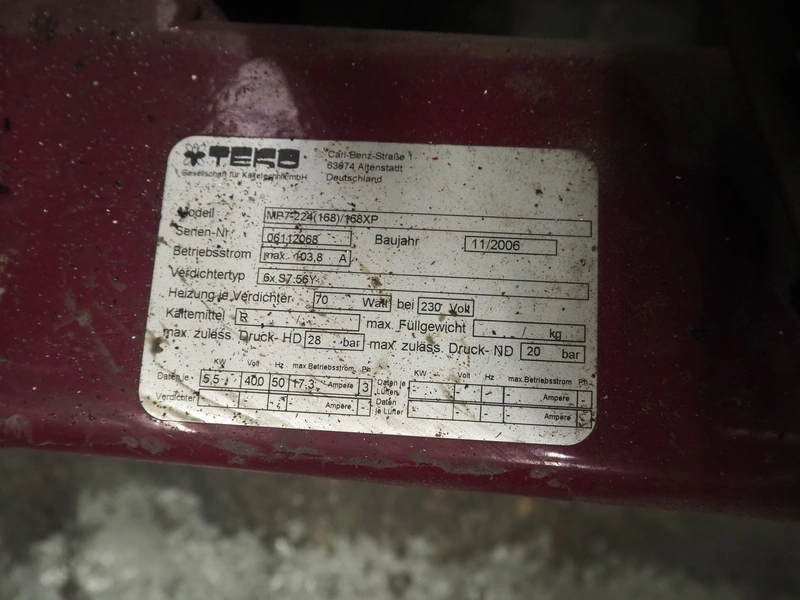 TEKO
Gesellschaft für Kältetechnik mbH
Carl-Benz-Straße 1
63674 Altenstadt
Deutschland
Modell MP7-224(168)/168XP
Serien-Nr 06112068 Baujahr 11/2006
Betriebsstrom max. 103,8 A
Verdichtertyp 6x S7.56Y
Heizung je Verdichter 70 Watt bei 230 Volt
Kältemittel R / max. Füllgewicht / kg
max. zuläss. Druck- HD 28 bar max. zuläss. Druck- ND 20 bar
KW Volt Hz max.Betriebsstrom Ph KW Volt Hz max.Betriebsstrom Ph
Daten je 5,5 400 50 17,3 Ampere 3 Daten je Lüfter - - - - Ampere -
Verdichter - - - - Ampere - Daten je Lüfter - - - - Ampere -